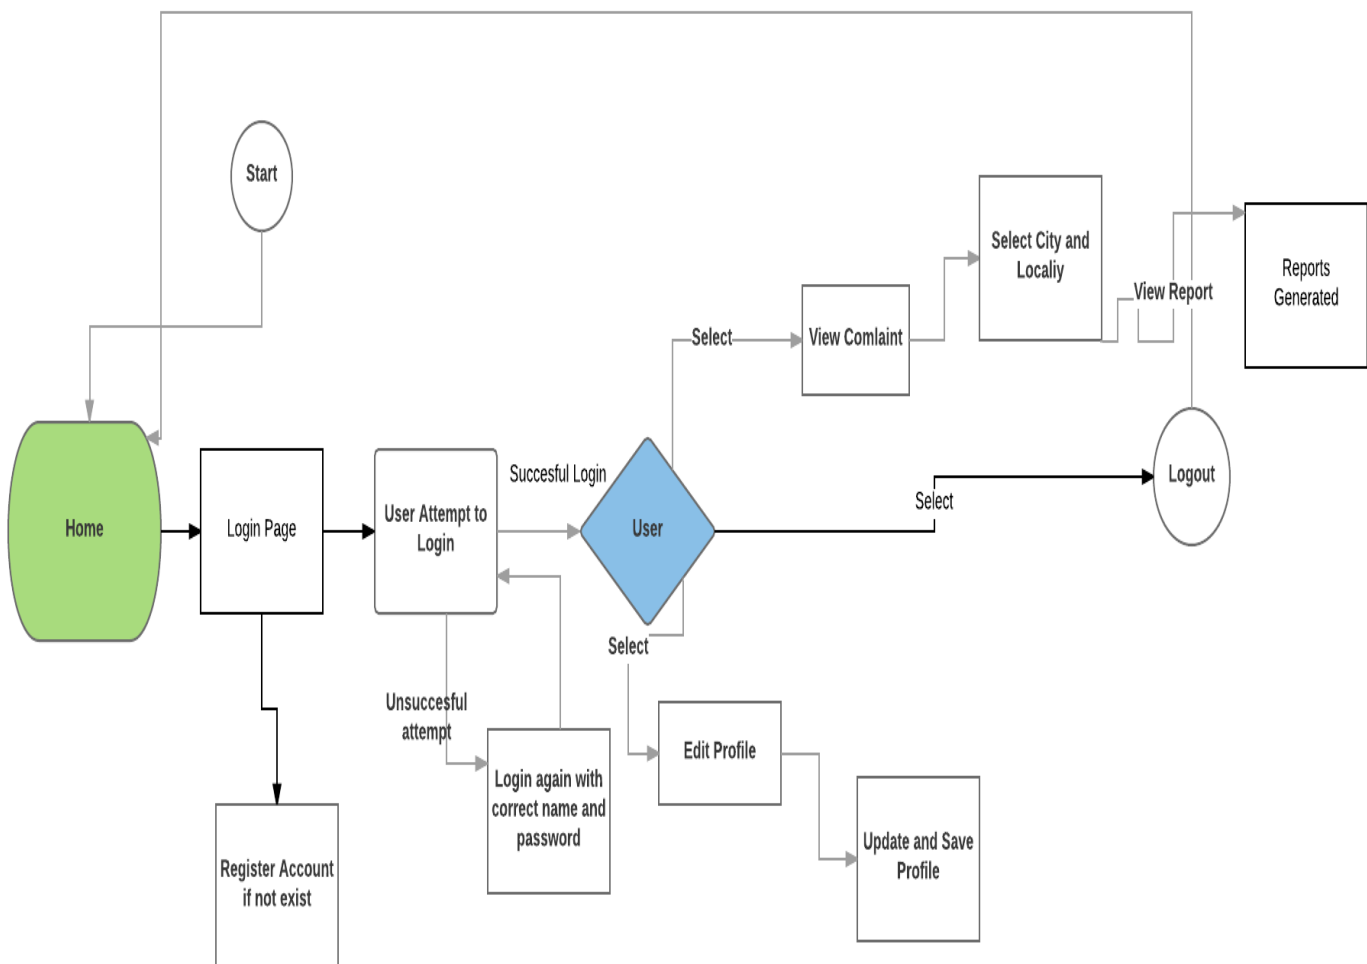 Start
Select City and
Localiy
Reports
Generated
View Report
Select
View Comlaint
Succesful Login
Logout
Select
Home
Login Page
User Attempt to
Login
User
Select
Unsuccesful
attempt
Edit Profile
Login again with
correct name and
password
Update and Save
Profile
Register Account
if not exist